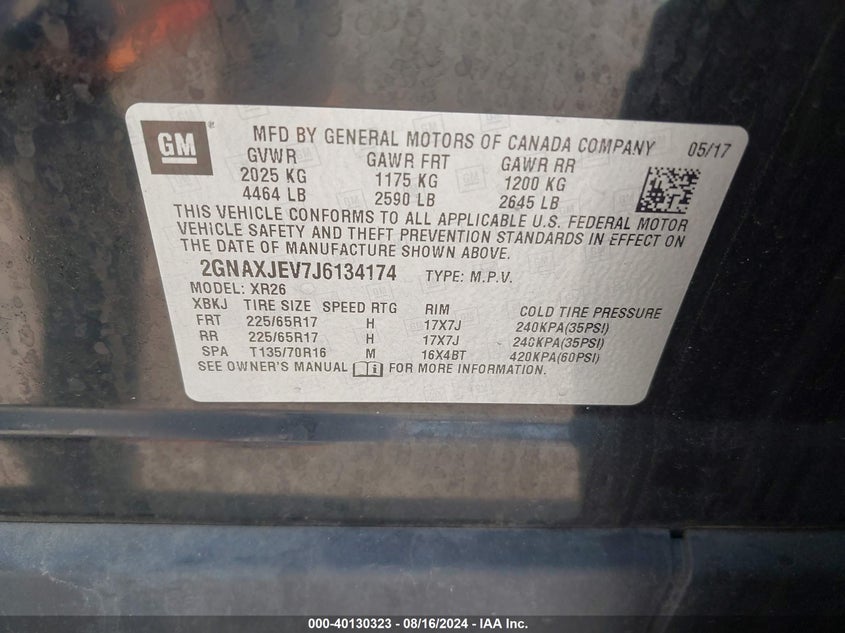 GM
MFD BY GENERAL MOTORS OF CANADA COMPANY 05/17
GVWR GAWR FRT GAWR RR
2025 KG 1175 KG 1200 KG
4464 LB 2590 LB 2645 LB
THIS VEHICLE CONFORMS TO ALL APPLICABLE U.S. FEDERAL MOTOR
VEHICLE SAFETY AND THEFT PREVENTION STANDARDS IN EFFECT ON
THE DATE OF MANUFACTURE SHOWN ABOVE.
2GNAXJEV7J6134174 TYPE: M.P.V.
MODEL: XR26
XBKJ TIRE SIZE SPEED RTG RIM COLD TIRE PRESSURE
FRT 225/65R17 H 17X7J 240KPA(35PSI)
RR 225/65R17 H 17X7J 240KPA(35PSI)
SPA T135/70R16 M 16X4BT 420KPA(60PSI)
SEE OWNER'S MANUAL FOR MORE INFORMATION.
000-40130323 - 08/16/2024 - IAA Inc.